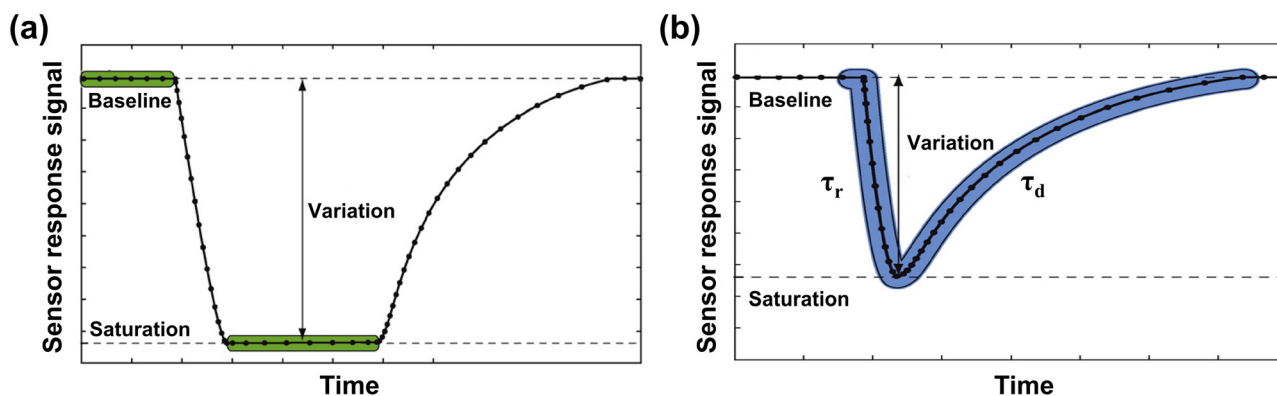 (a)
Sensor response signal
Baseline
Variation
Saturation
Time
(b)
Sensor response signal
Baseline
Variation
τr
τd
Saturation
Time